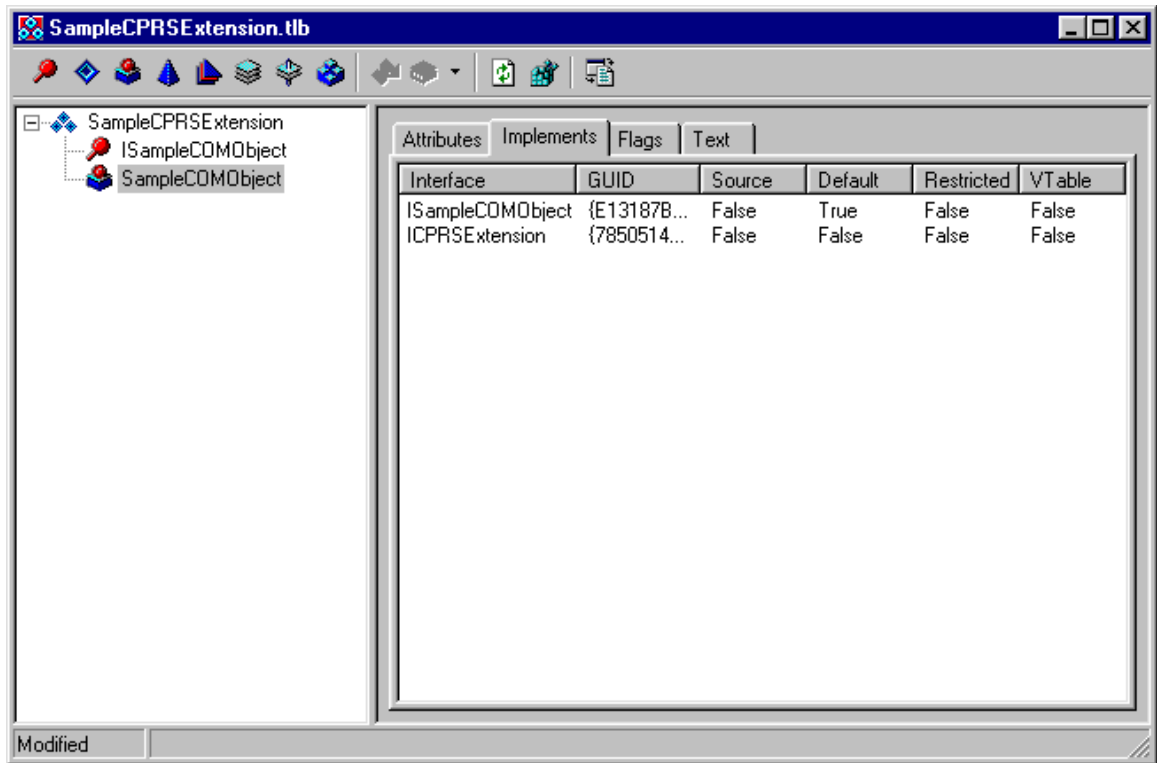 SampleCPRSExtension.tlb
SampleCPRSExtension
ISampleCOMObject
SampleCOMObject
Attributes Implements Flags Text
Interface GUID Source Default Restricted VTable
ISampleCOMObject {E13187B... False True False False
ICPRSExtension {7850514... False False False False
Modified